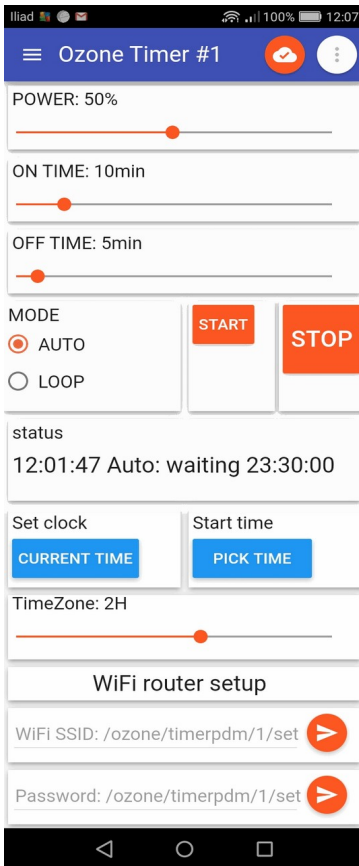 Iliad 100% 12:07
Ozone Timer #1
POWER: 50%
ON TIME: 10min
OFF TIME: 5min
MODE
AUTO
LOOP
START
STOP
status
12:01:47 Auto: waiting 23:30:00
Set clock
CURRENT TIME
Start time
PICK TIME
TimeZone: 2H
WiFi router setup
WiFi SSID: /ozone/timerpdm/1/set
Password: /ozone/timerpdm/1/set